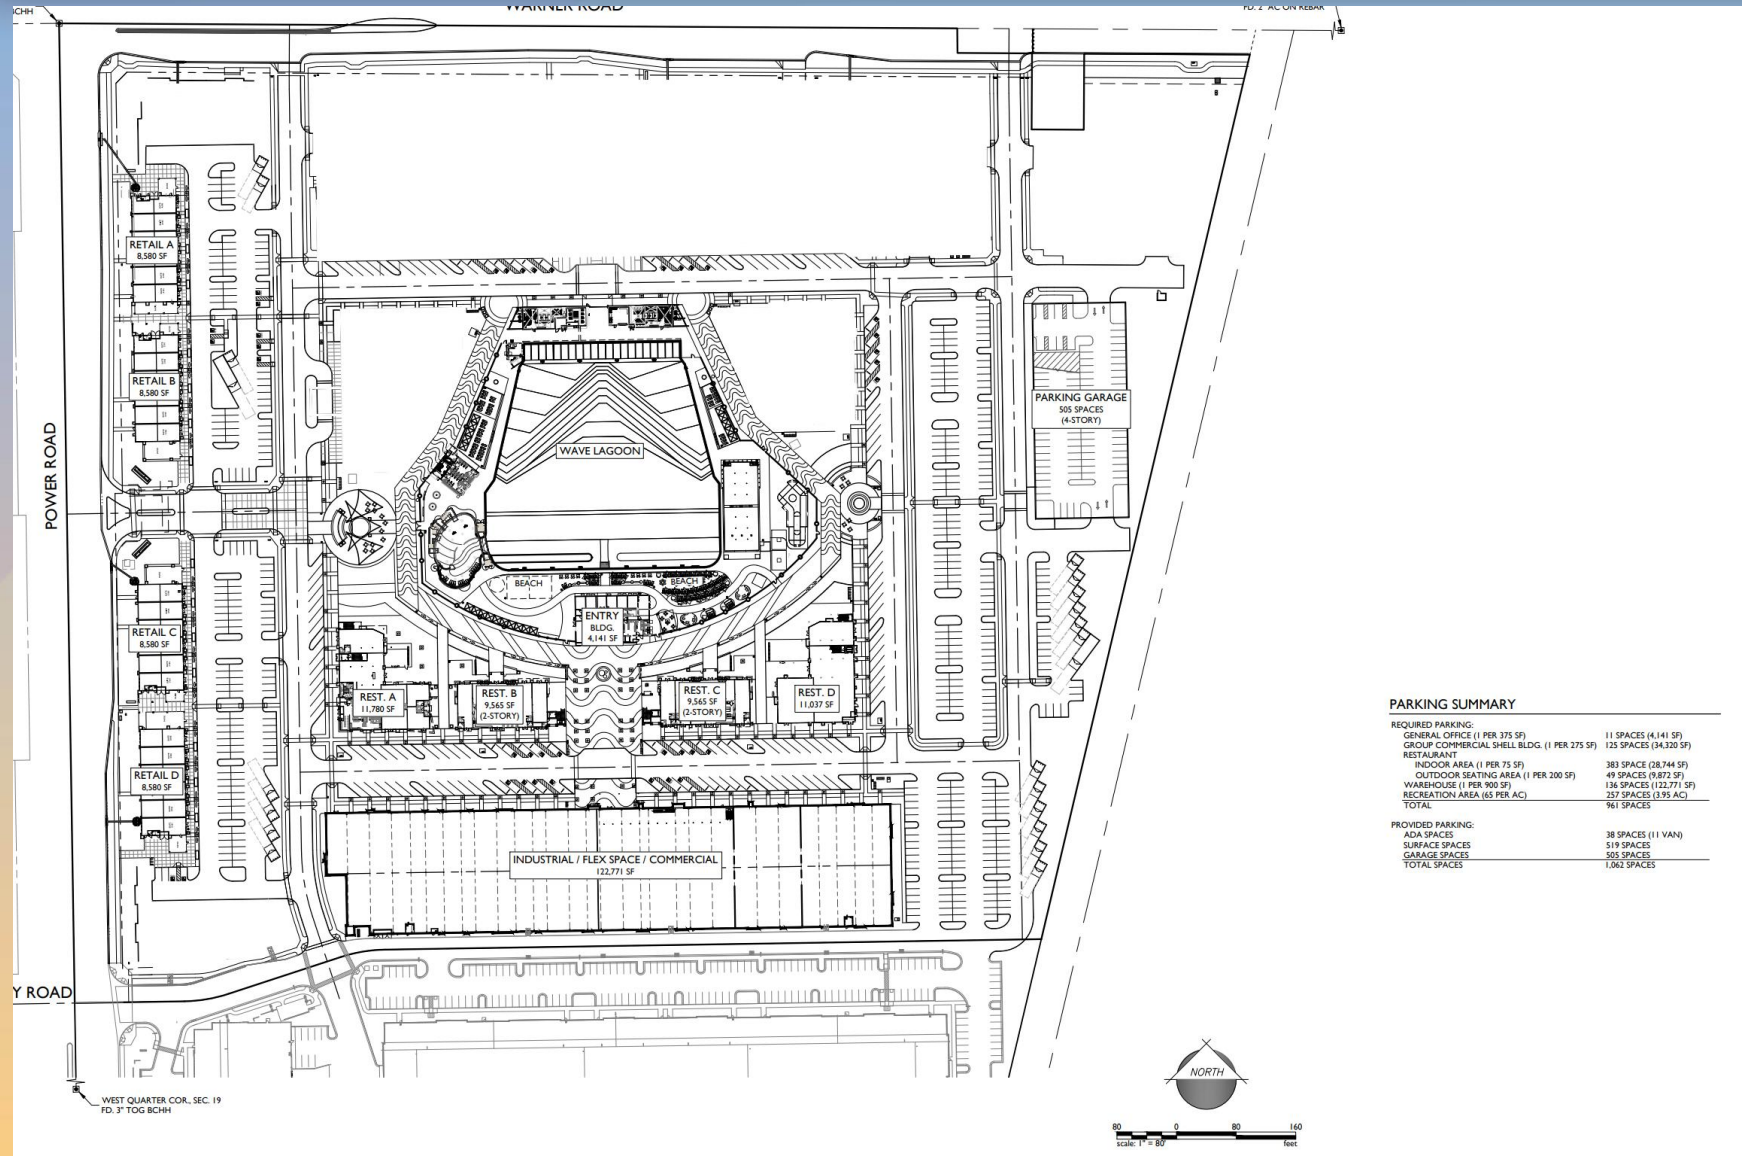 BCHH
WARNER ROAD
FD. 2" AC ON REBAR
RETAIL A
8,580 SF
RETAIL B
8,580 SF
PARKING GARAGE
505 SPACES
(4-STORY)
WAVE LAGOON
POWER ROAD
BEACH
BEACH
ENTRY
BLDG.
4,141 SF
RETAIL C
8,580 SF
REST. A
11,780 SF
REST. B
9,565 SF
(2-STORY)
REST. C
9,565 SF
(2-STORY)
REST. D
11,037 SF
RETAIL D
8,580 SF
INDUSTRIAL / FLEX SPACE / COMMERCIAL
122,771 SF
PARKING SUMMARY
REQUIRED PARKING:
GENERAL OFFICE (1 PER 375 SF) 11 SPACES (4,141 SF)
GROUP COMMERCIAL SHELL BLDG. (1 PER 275 SF) 125 SPACES (34,320 SF)
RESTAURANT
INDOOR AREA (1 PER 75 SF) 383 SPACE (28,744 SF)
OUTDOOR SEATING AREA (1 PER 200 SF) 49 SPACES (9,872 SF)
WAREHOUSE (1 PER 900 SF) 136 SPACES (122,771 SF)
RECREATION AREA (65 PER AC) 257 SPACES (3.95 AC)
TOTAL 961 SPACES
PROVIDED PARKING:
ADA SPACES 38 SPACES (11 VAN)
SURFACE SPACES 519 SPACES
GARAGE SPACES 505 SPACES
TOTAL SPACES 1,062 SPACES
Y ROAD
WEST QUARTER COR., SEC. 19
FD. 3" TOG BCHH
NORTH
80 0 80 160
scale: 1" = 80' feet